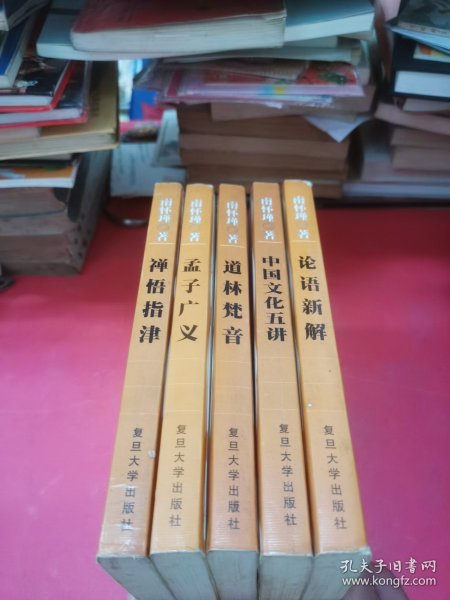 南怀瑾 著
禅悟指津
复旦大学出版社
南怀瑾 著
孟子广义
复旦大学出版社
南怀瑾 著
道林梵音
复旦大学出版社
南怀瑾 著
中国文化五讲
复旦大学出版社
南怀瑾 著
论语新解
复旦大学出版社
孔夫子旧书网
www.kongfz.com